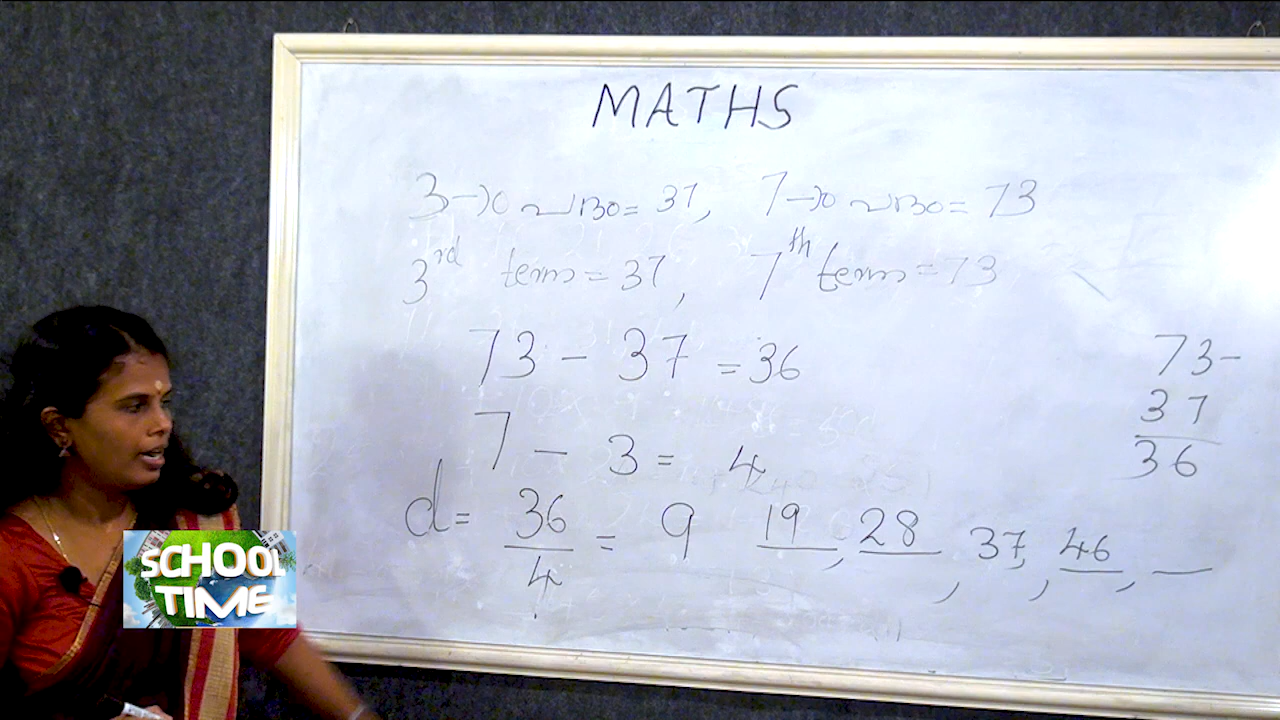 MATHS
3-ാം പദം = 37, 7-ാം പദം = 73
3rd term = 37, 7th term = 73
73 - 37 = 36
7 - 3 = 4
d = 36/4 = 9 19, 28, 37, 46, __
73-
37
36
SCHOOL
TIME